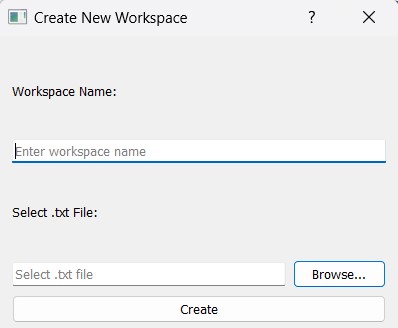 Create New Workspace ?
Workspace Name:
Enter workspace name
Select .txt File:
Select .txt file Browse...
Create